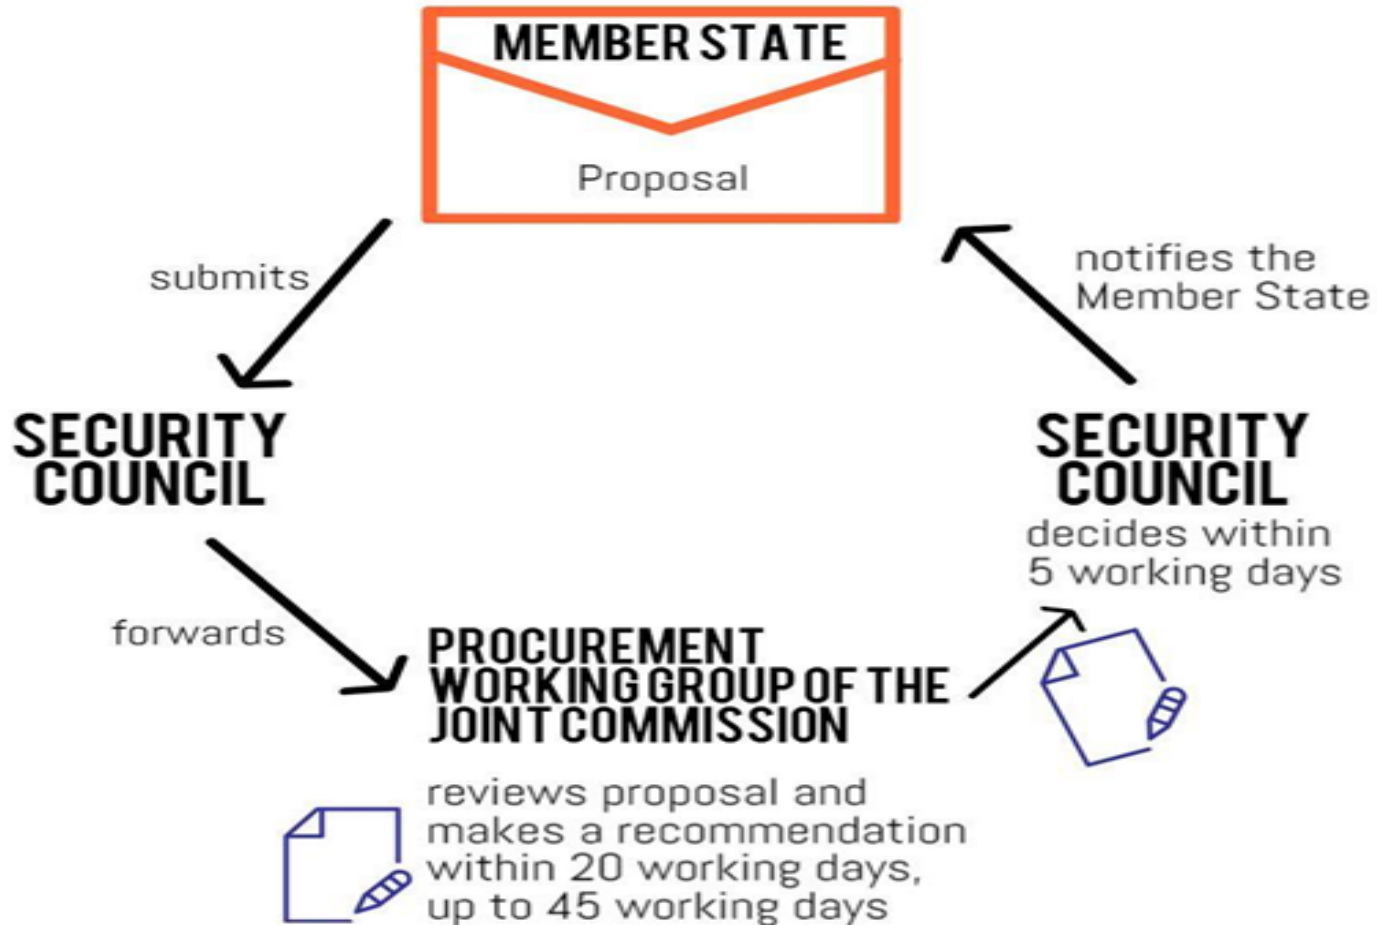 MEMBER STATE
Proposal
submits
notifies the
Member State
SECURITY
COUNCIL
SECURITY
COUNCIL
decides within
5 working days
forwards
PROCUREMENT
WORKING GROUP OF THE
JOINT COMMISSION
reviews proposal and
makes a recommendation
within 20 working days,
up to 45 working days